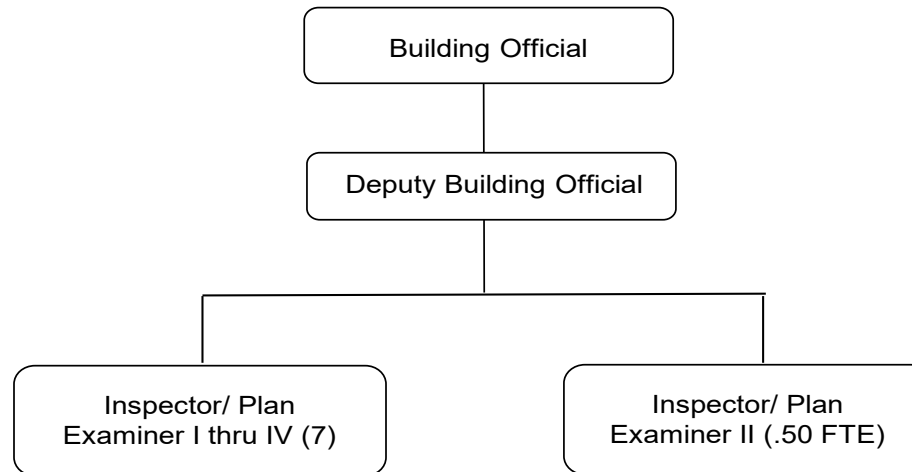 Building Official
Deputy Building Official
Inspector/ Plan
Examiner I thru IV (7)
Inspector/ Plan
Examiner II (.50 FTE)